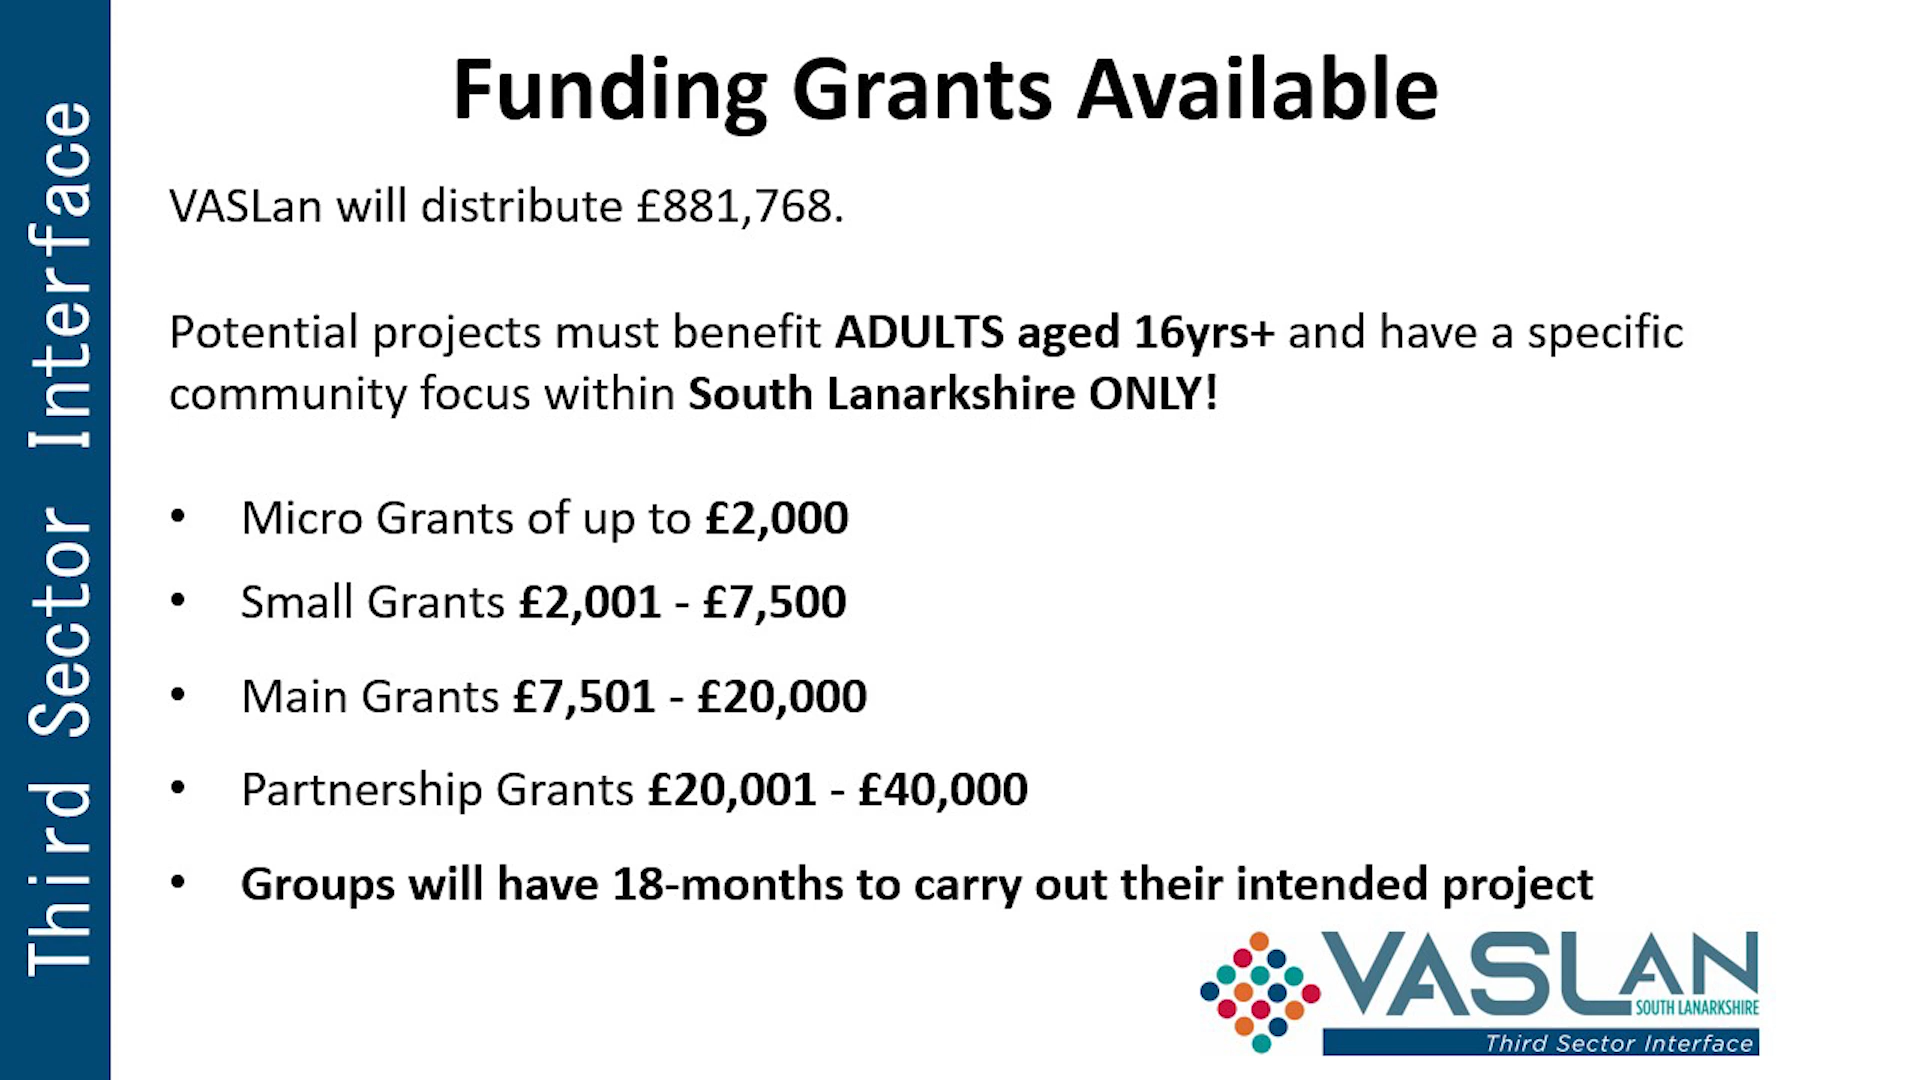 Third Sector Interface
Funding Grants Available
VASLan will distribute £881,768.
Potential projects must benefit ADULTS aged 16yrs+ and have a specific
community focus within South Lanarkshire ONLY!
• Micro Grants of up to £2,000
• Small Grants £2,001 - £7,500
• Main Grants £7,501 - £20,000
• Partnership Grants £20,001 - £40,000
• Groups will have 18-months to carry out their intended project
VASLAN
SOUTH LANARKSHIRE
Third Sector Interface